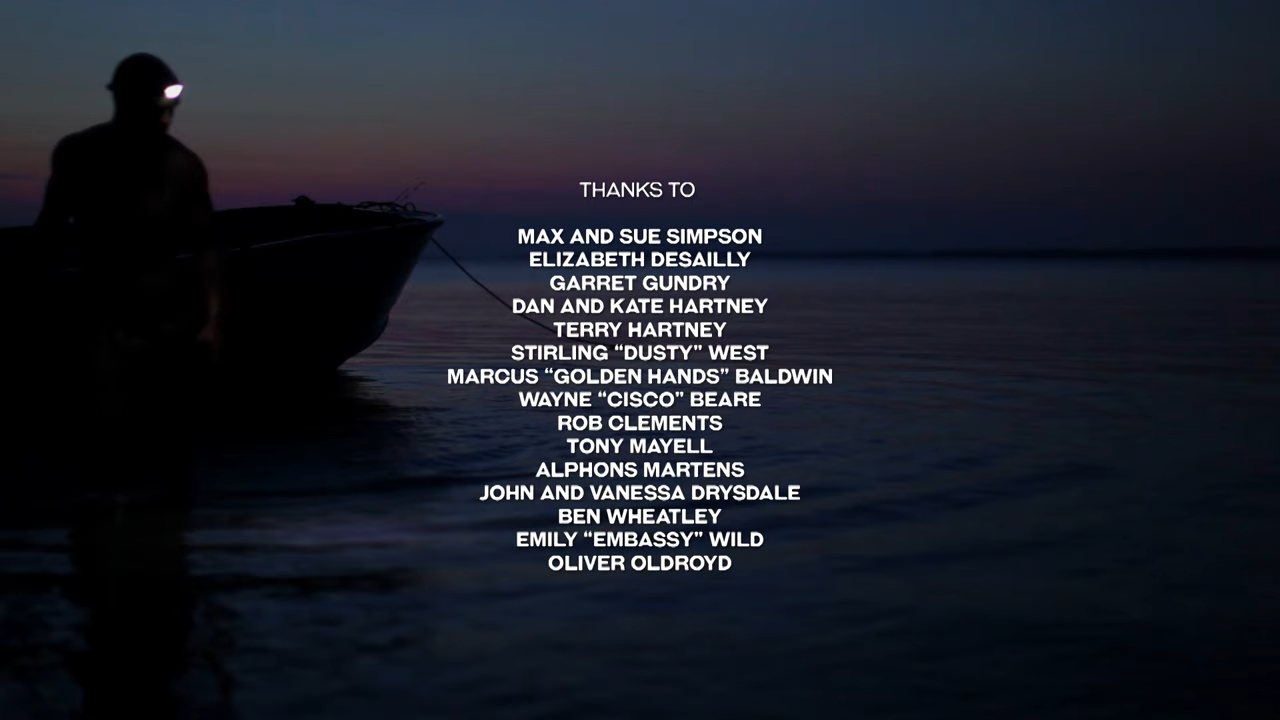 THANKS TO
MAX AND SUE SIMPSON
ELIZABETH DESAILLY
GARRET GUNDRY
DAN AND KATE HARTNEY
TERRY HARTNEY
STIRLING “DUSTY” WEST
MARCUS “GOLDEN HANDS” BALDWIN
WAYNE “CISCO” BEARE
ROB CLEMENTS
TONY MAYELL
ALPHONS MARTENS
JOHN AND VANESSA DRYSDALE
BEN WHEATLEY
EMILY “EMBASSY” WILD
OLIVER OLDROYD